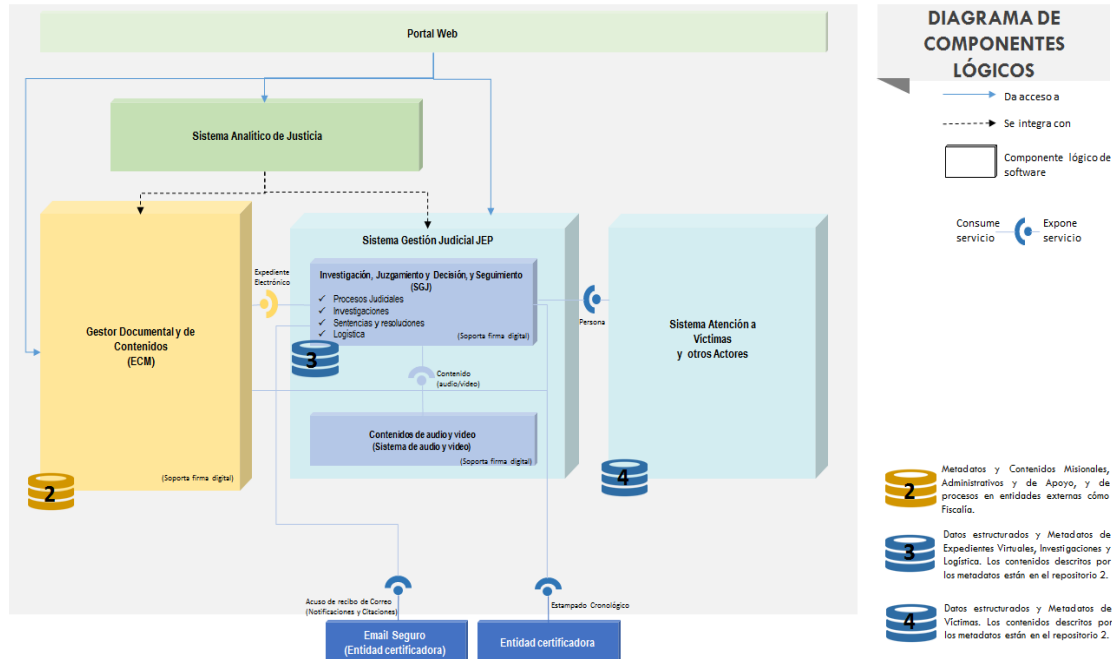 Portal Web
Sistema Analítico de Justicia
Sistema Gestión Judicial JEP
Investigación, Juzgamiento y Decisión, y Seguimiento
(SGJ)
✓ Procesos Judiciales
✓ Investigaciones
✓ Sentencias y resoluciones
✓ Logística
(Soporta firma digital)
3
Expediente
Electrónico
Gestor Documental y de
Contenidos
(ECM)
(Soporta firma digital)
2
Contenido
(audio/video)
Contenidos de audio y video
(Sistema de audio y video)
(Soporta firma digital)
Persona
Sistema Atención a
Víctimas
y otros Actores
4
Acuso de recibo de Correo
(Notificaciones y Citaciones)
Estampado Cronológico
Email Seguro
(Entidad certificadora)
Entidad certificadora
DIAGRAMA DE
COMPONENTES
LÓGICOS
Da acceso a
Se integra con
Componente lógico de
software
Consume
servicio
Expone
servicio
2
Metadatos y Contenidos Misionales,
Administrativos y de Apoyo, y de
procesos en entidades externas cómo
Fiscalía.
3
Datos estructurados y Metadatos de
Expedientes Virtuales, Investigaciones y
Logística. Los contenidos descritos por
los metadatos están en el repositorio 2.
4
Datos estructurados y Metadatos de
Víctimas. Los contenidos descritos por
los metadatos están en el repositorio 2.